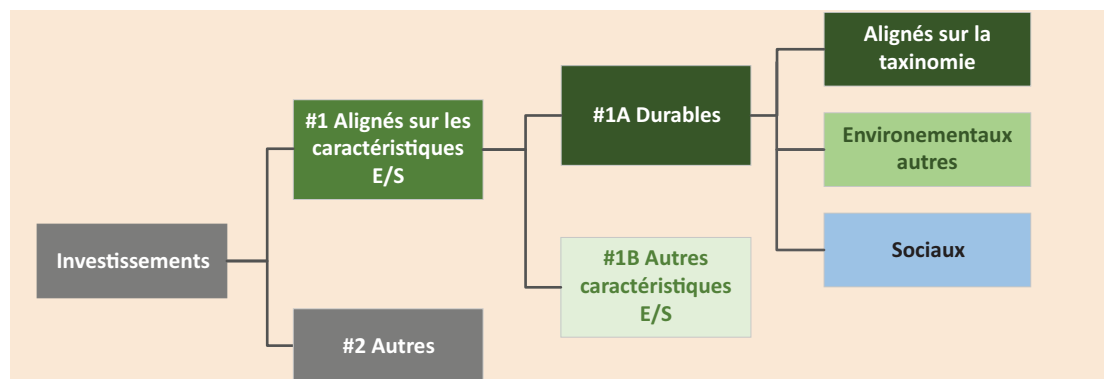 Investissements
#1 Alignés sur les
caractéristiques
E/S
#2 Autres
#1A Durables
#1B Autres
caractéristiques
E/S
Alignés sur la
taxinomie
Environementaux
autres
Sociaux